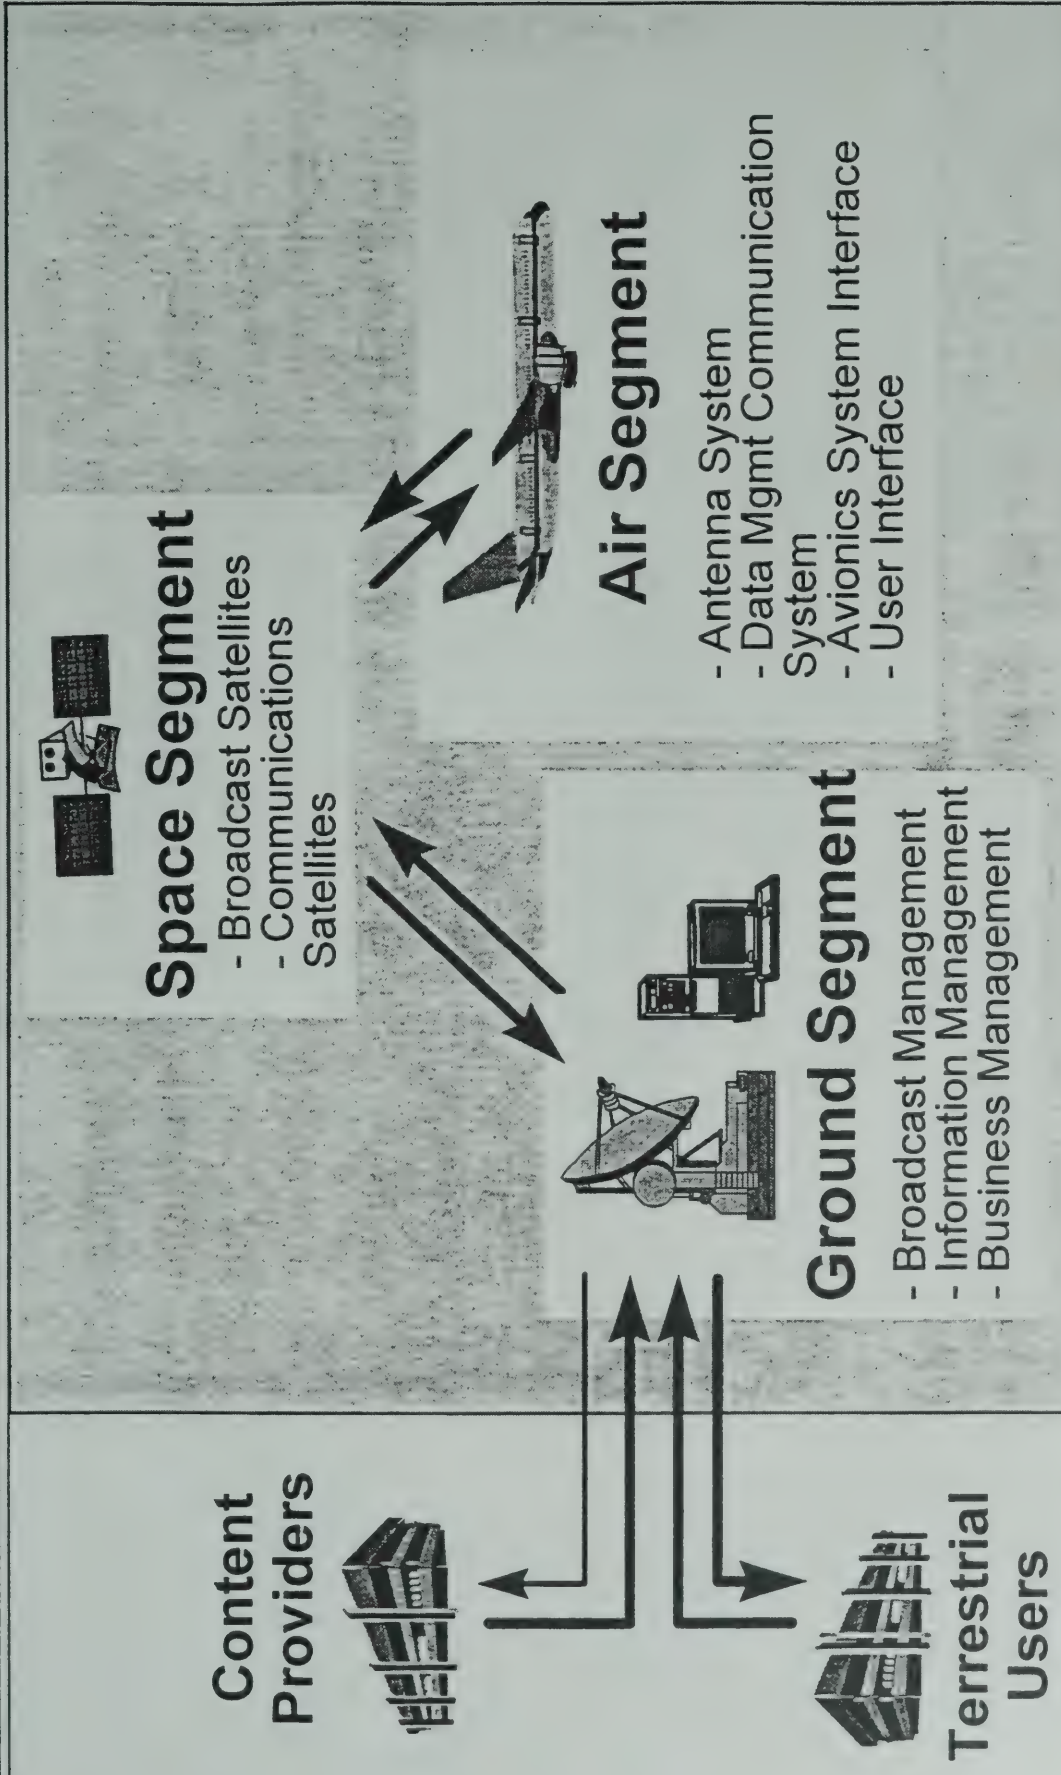 Content
Providers
Terrestrial
Users
Space Segment
- Broadcast Satellites
- Communications
Satellites
Ground Segment
- Broadcast Management
- Information Management
- Business Management
Air Segment
- Antenna System
- Data Mgmt Communication
System
- Avionics System Interface
- User Interface